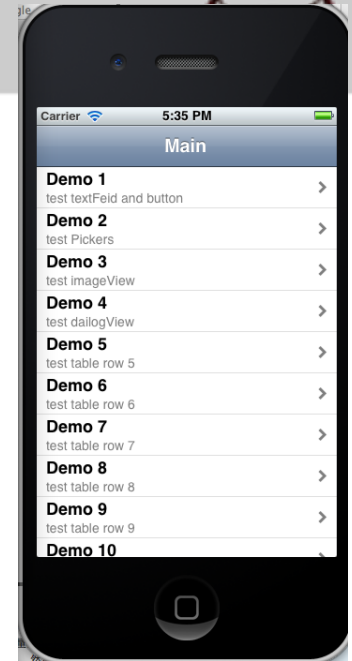 gle
Carrier 5:35 PM
Main
Demo 1
test textFeid and button
Demo 2
test Pickers
Demo 3
test imageView
Demo 4
test dailogView
Demo 5
test table row 5
Demo 6
test table row 6
Demo 7
test table row 7
Demo 8
test table row 8
Demo 9
test table row 9
Demo 10